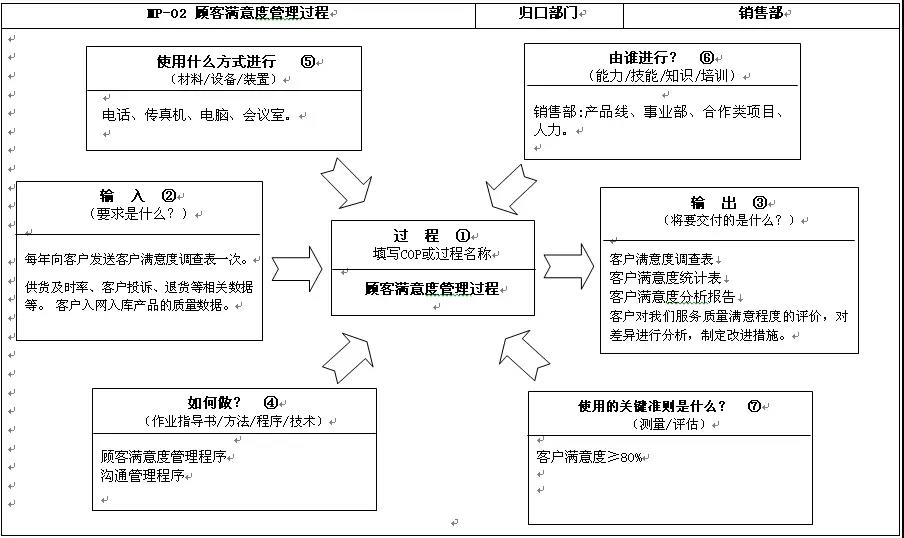 MP-02 顾客满意度管理过程 归口部门 销售部
使用什么方式进行 ⑤
（材料/设备/装置）
电话、传真机、电脑、会议室。
由谁进行？ ⑥
（能力/技能/知识/培训）
销售部:产品线、事业部、合作类项目、
人力。
输 入 ②
（要求是什么？）
每年向客户发送客户满意度调查表一次。
供货及时率、客户投诉、退货等相关数据
等。 客户入网入库产品的质量数据。
过 程 ①
填写COP或过程名称
顾客满意度管理过程
输 出 ③
（将要交付的是什么？）
客户满意度调查表
客户满意度统计表
客户满意度分析报告
客户对我们服务质量满意程度的评价，对
差异进行分析，制定改进措施。
如何做？ ④
（作业指导书/方法/程序/技术）
顾客满意度管理程序
沟通管理程序
使用的关键准则是什么？ ⑦
（测量/评估）
客户满意度≥80%